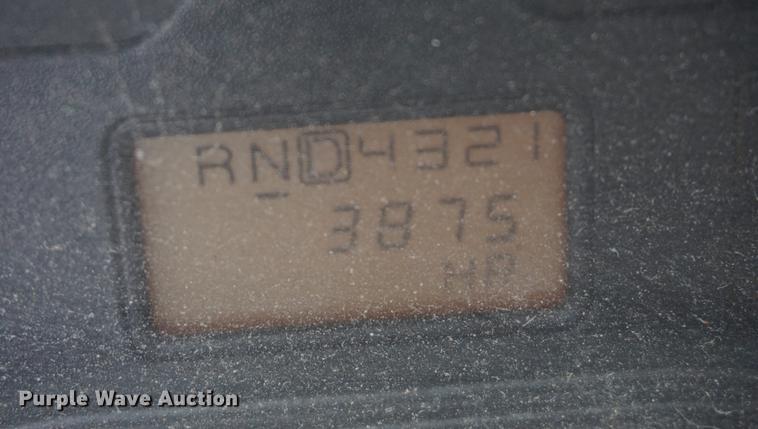 RND4321
3875
HR
Purple Wave Auction